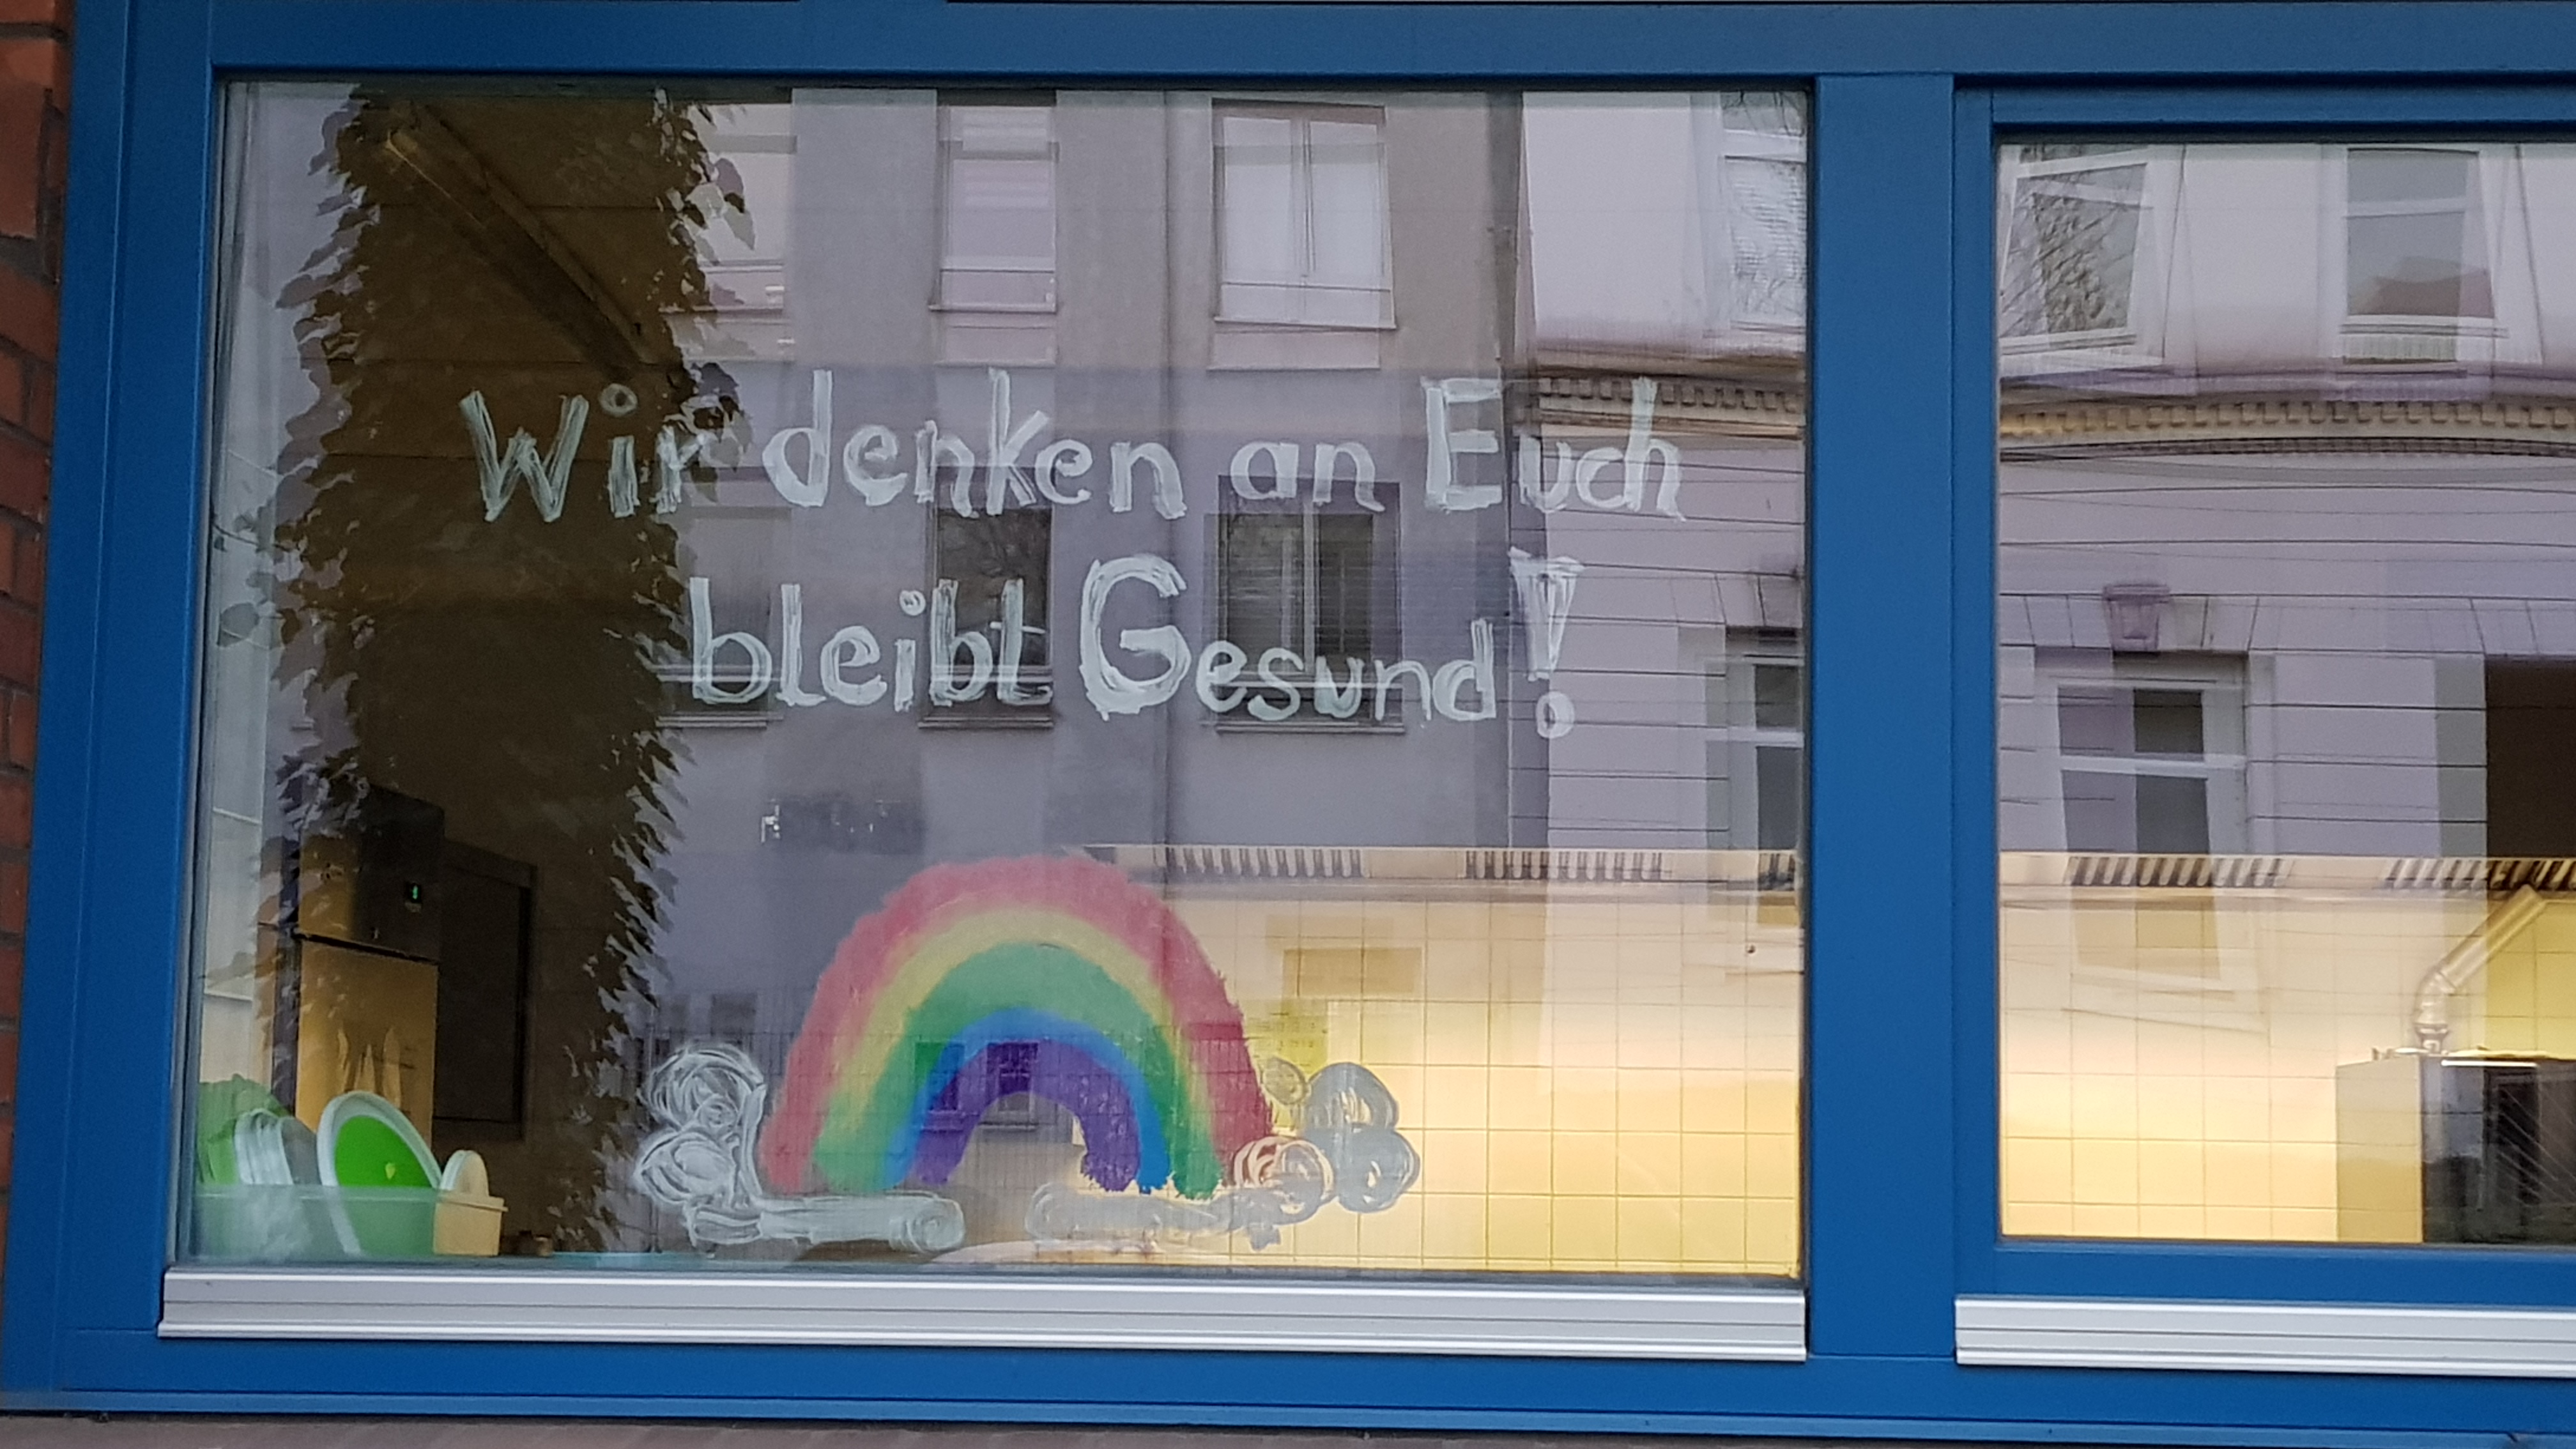 Wir denken an Euch
bleibt Gesund!